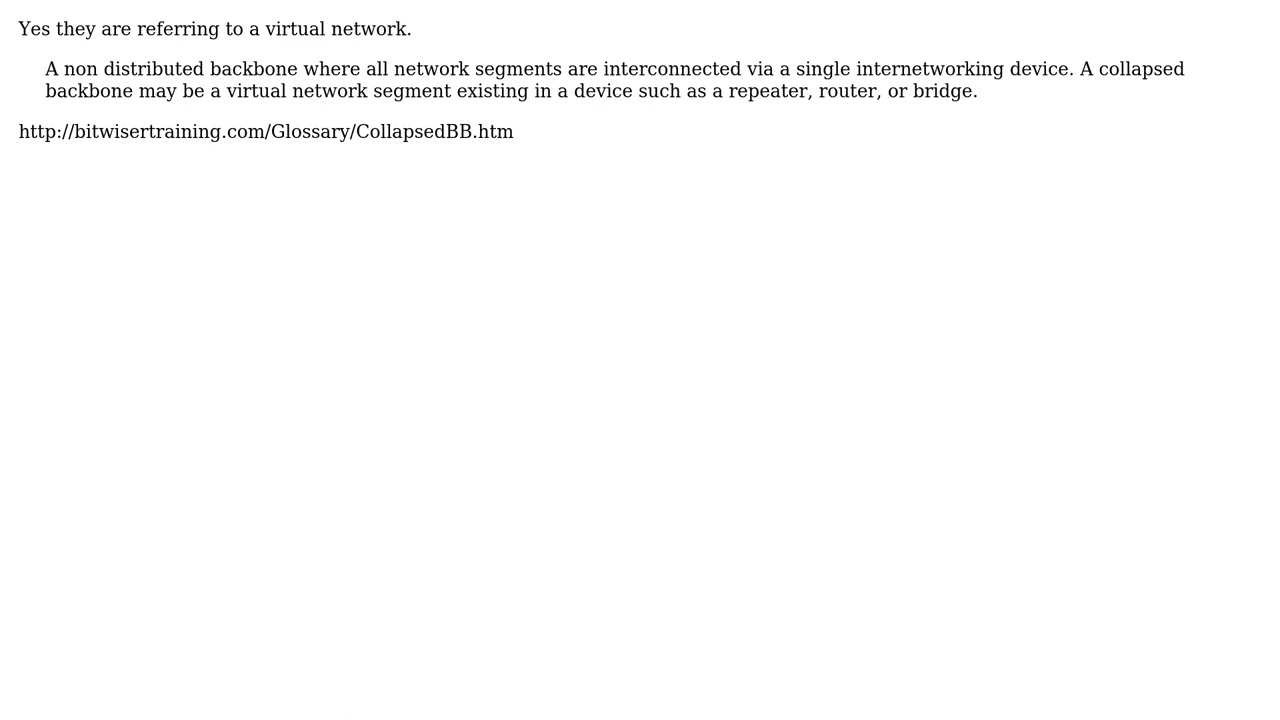 Yes they are referring to a virtual network.
A non distributed backbone where all network segments are interconnected via a single internetworking device. A collapsed
backbone may be a virtual network segment existing in a device such as a repeater, router, or bridge.
http://bitwisertraining.com/Glossary/CollapsedBB.htm